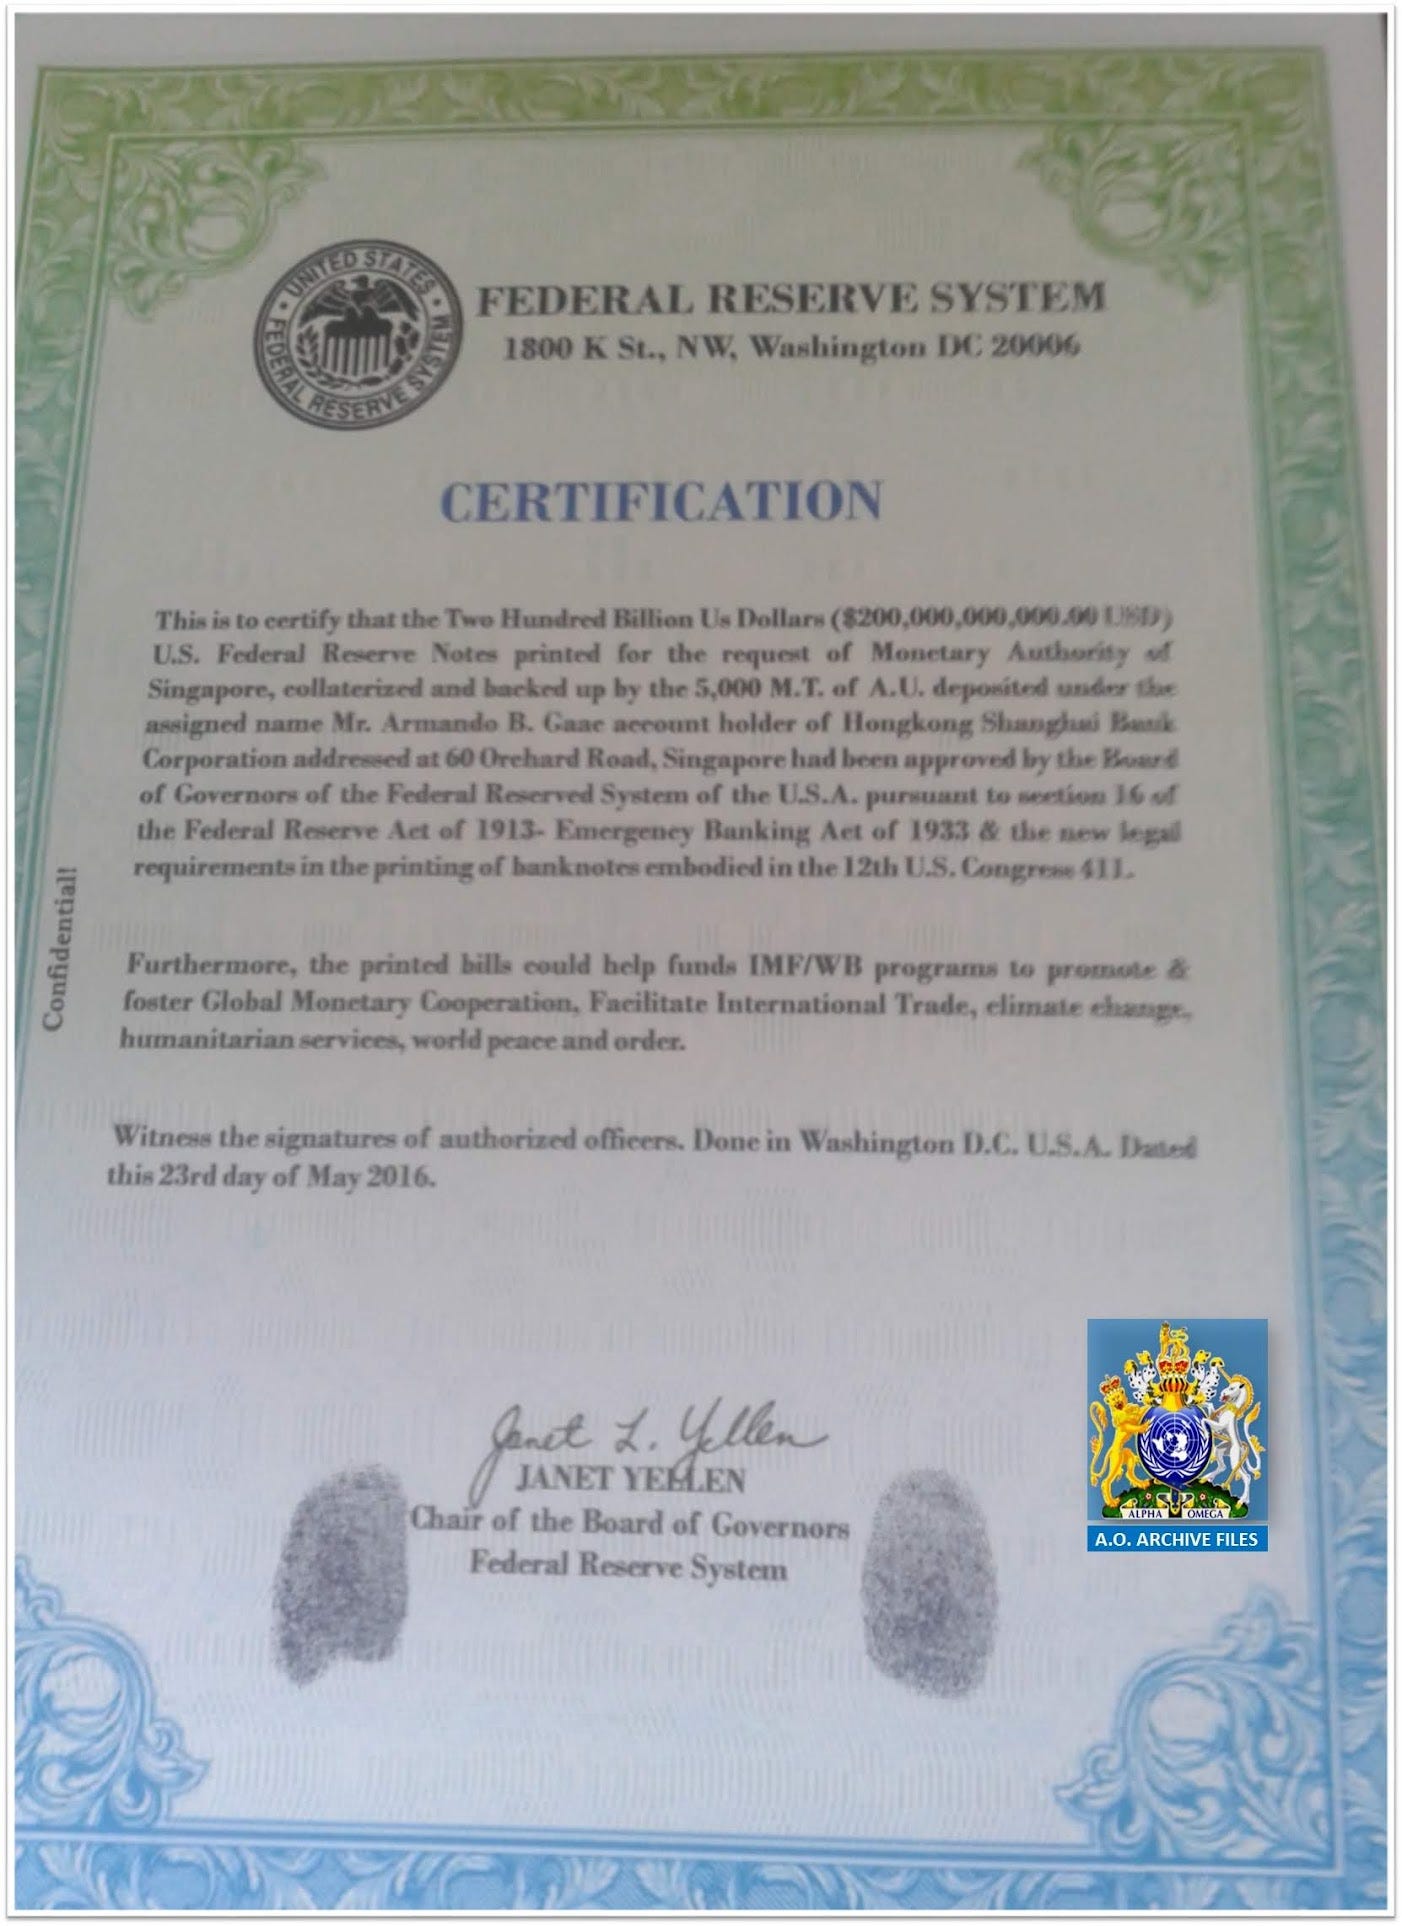 UNITED STATES
FEDERAL RESERVE SYSTEM
FEDERAL RESERVE SYSTEM
1800 K St., NW, Washington DC 20006
CERTIFICATION
This is to certify that the Two Hundred Billion Us Dollars ($200,000,000,000.00 USD)
U.S. Federal Reserve Notes printed for the request of Monetary Authority of
Singapore, collaterized and backed up by the 5,000 M.T. of A.U. deposited under the
assigned name Mr. Armando B. Gaac account holder of Hongkong Shanghai Bank
Corporation addressed at 60 Orchard Road, Singapore had been approved by the Board
of Governors of the Federal Reserved System of the U.S.A. pursuant to section 16 of
the Federal Reserve Act of 1913- Emergency Banking Act of 1933 & the new legal
requirements in the printing of banknotes embodied in the 12th U.S. Congress 411.
Confidential!
Furthermore, the printed bills could help funds IMF/WB programs to promote &
foster Global Monetary Cooperation, Facilitate International Trade, climate change,
humanitarian services, world peace and order.
Witness the signatures of authorized officers. Done in Washington D.C. U.S.A. Dated
this 23rd day of May 2016.
Janet L. Yellen
JANET YELLEN
Chair of the Board of Governors
Federal Reserve System
ALPHA OMEGA
A.O. ARCHIVE FILES